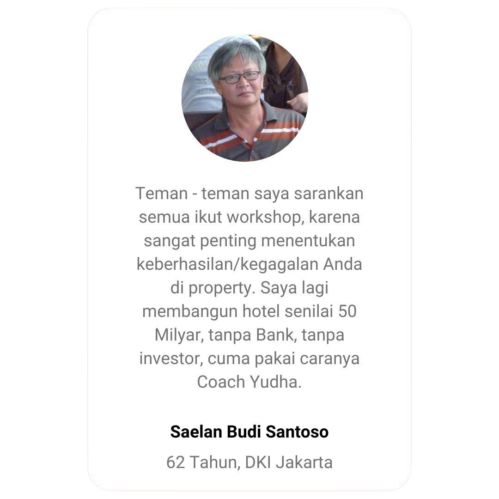 Teman - teman saya sarankan
semua ikut workshop, karena
sangat penting menentukan
keberhasilan/kegagalan Anda
di property. Saya lagi
membangun hotel senilai 50
Milyar, tanpa Bank, tanpa
investor, cuma pakai caranya
Coach Yudha.
Saelan Budi Santoso
62 Tahun, DKI Jakarta